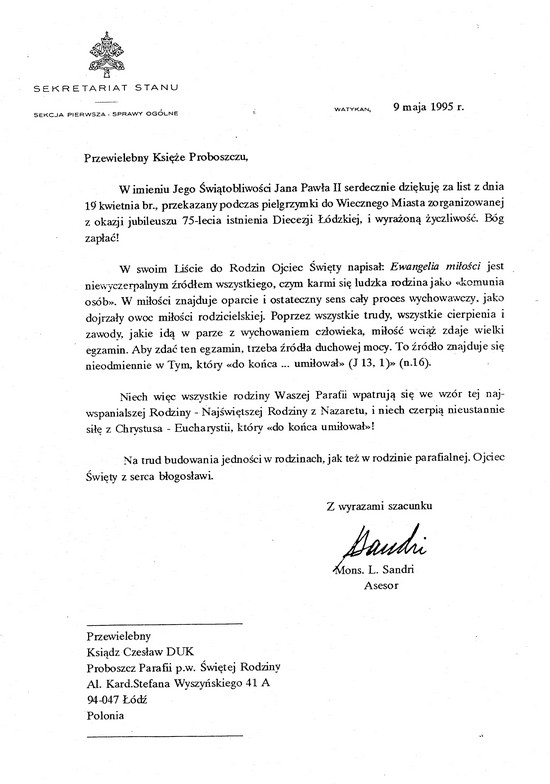 SEKRETARIAT STANU
SEKCJA PIERWSZA - SPRAWY OGÓLNE
WATYKAN, 9 maja 1995 r.
Przewielebny Księże Proboszczu,
W imieniu Jego Świątobliwości Jana Pawła II serdecznie dziękuję za list z dnia
19 kwietnia br., przekazany podczas pielgrzymki do Wiecznego Miasta zorganizowanej
z okazji jubileuszu 75-lecia istnienia Diecezji Łódzkiej, i wyrażoną życzliwość. Bóg
zapłać!
W swoim Liście do Rodzin Ojciec Święty napisał: Ewangelia miłości jest
niewyczerpalnym źródłem wszystkiego, czym karmi się ludzka rodzina jako «komunia
osób». W miłości znajduje oparcie i ostateczny sens cały proces wychowawczy, jako
dojrzały owoc miłości rodzicielskiej. Poprzez wszystkie trudy, wszystkie cierpienia i
zawody, jakie idą w parze z wychowaniem człowieka, miłość wciąż zdaje wielki
egzamin. Aby zdać ten egzamin, trzeba źródła duchowej mocy. To źródło znajduje się
nieodmiennie w Tym, który «do końca ... umiłował» (J 13, 1)» (n.16).
Niech więc wszystkie rodziny Waszej Parafii wpatrują się we wzór tej naj-
wspanialszej Rodziny - Najświętszej Rodziny z Nazaretu, i niech czerpią nieustannie
siłę z Chrystusa - Eucharystii, który «do końca umiłował»!
Na trud budowania jedności w rodzinach, jak też w rodzinie parafialnej. Ojciec
Święty z serca błogosławi.
Z wyrazami szacunku
Sandri
Mons. L. Sandri
Asesor
Przewielebny
Ksiądz Czesław DUK
Proboszcz Parafii p.w. Świętej Rodziny
Al. Kard.Stefana Wyszyńskiego 41 A
94-047 Łódź
Polonia